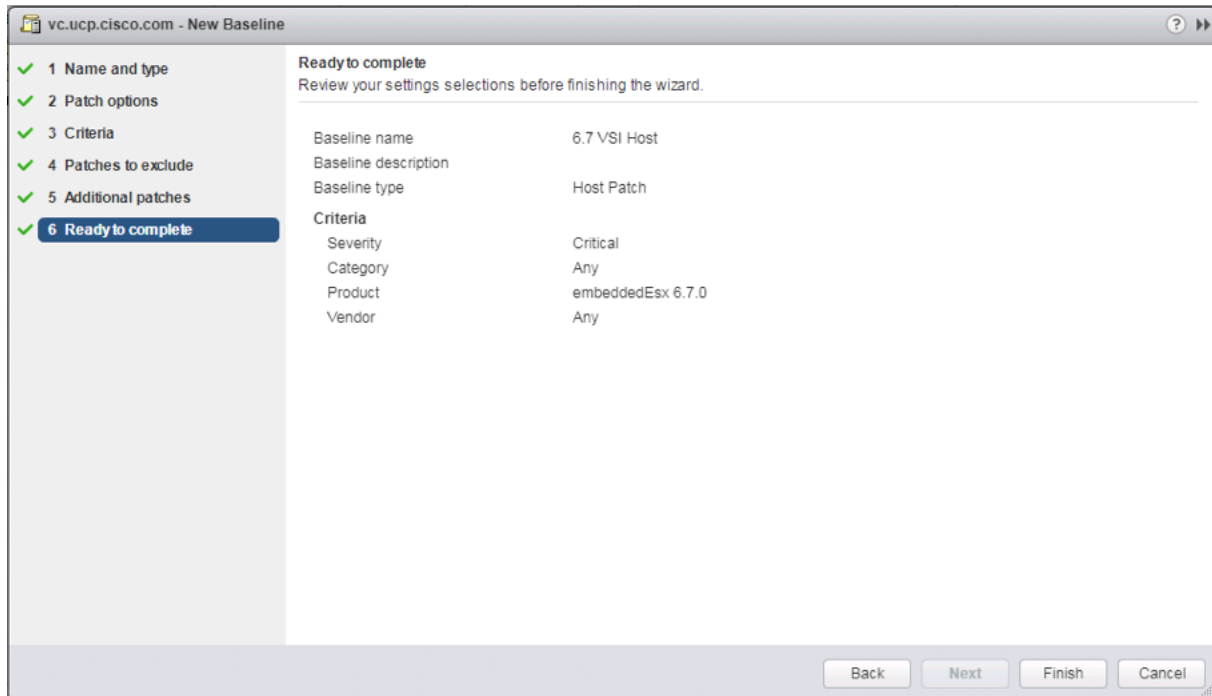 vc.ucp.cisco.com - New Baseline
?
1 Name and type
2 Patch options
3 Criteria
4 Patches to exclude
5 Additional patches
6 Ready to complete
Ready to complete
Review your settings selections before finishing the wizard.
Baseline name 6.7 VSI Host
Baseline description
Baseline type Host Patch
Criteria
Severity Critical
Category Any
Product embeddedEsx 6.7.0
Vendor Any
Back Next Finish Cancel